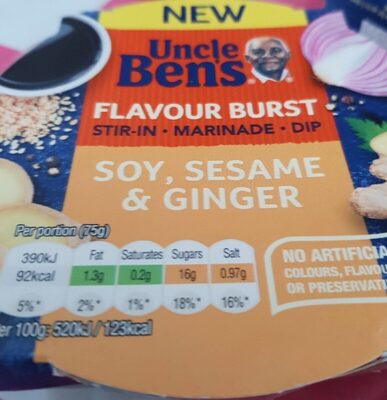 NEW
Uncle
Ben's
FLAVOUR BURST
STIR-IN • MARINADE • DIP
SOY, SESAME
& GINGER
Per portion (75g)
390kJ
92kcal
5%*
Fat
1.3g
2%*
Saturates
0.2g
1%*
Sugars
16g
18%*
Salt
0.97g
16%*
er 100g: 520kJ/123kcal
NO ARTIFICIA
COLOURS, FLAVOU
OR PRESERVATI